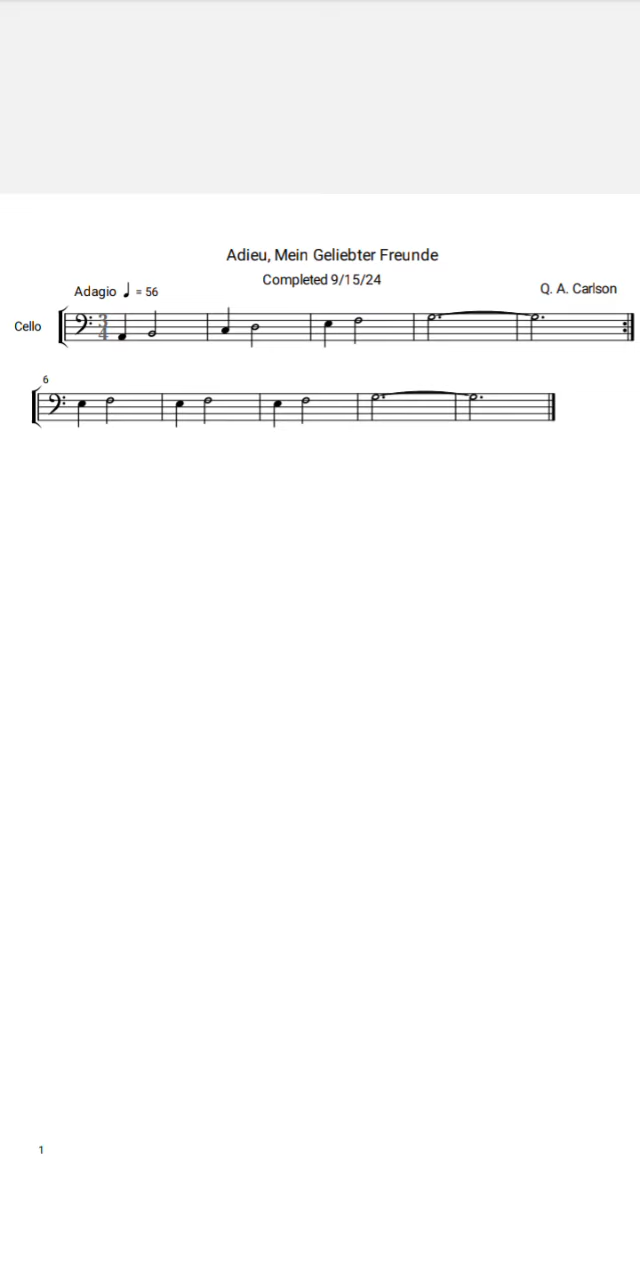 Adieu, Mein Geliebter Freunde
Completed 9/15/24
Q. A. Carlson
Adagio ♩ = 56
Cello
3
4
6
1